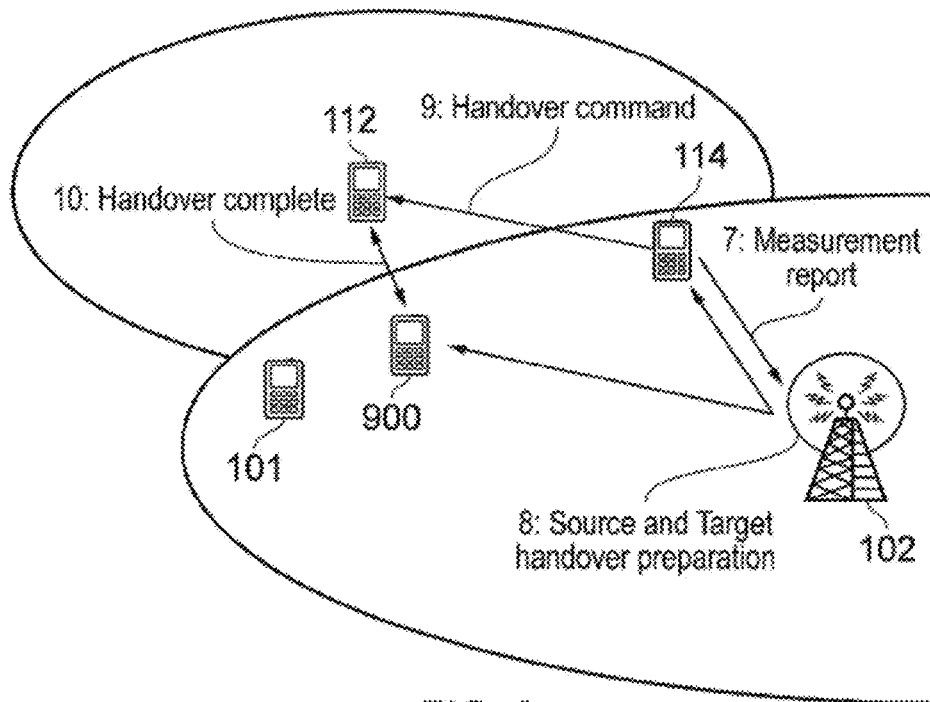 9: Handover command
112
114
10: Handover complete
7: Measurement
report
900
101
8: Source and Target
handover preparation
102